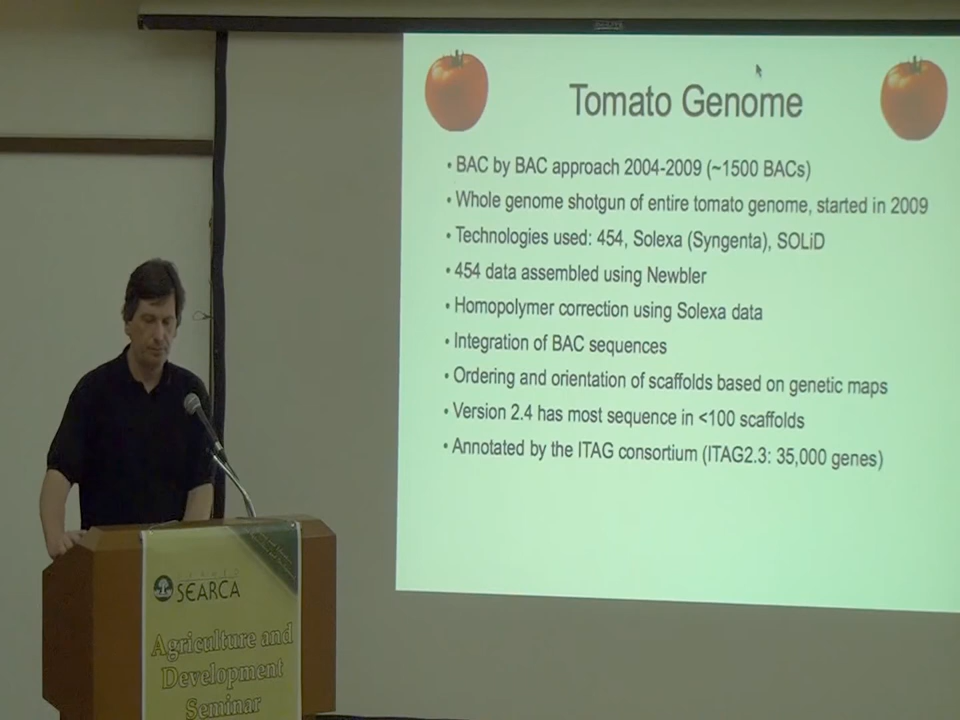 Tomato Genome
• BAC by BAC approach 2004-2009 (~1500 BACs)
• Whole genome shotgun of entire tomato genome, started in 2009
• Technologies used: 454, Solexa (Syngenta), SOLiD
• 454 data assembled using Newbler
• Homopolymer correction using Solexa data
• Integration of BAC sequences
• Ordering and orientation of scaffolds based on genetic maps
• Version 2.4 has most sequence in <100 scaffolds
• Annotated by the ITAG consortium (ITAG2.3: 35,000 genes)
SEARCA
Agriculture and
Development
Seminar